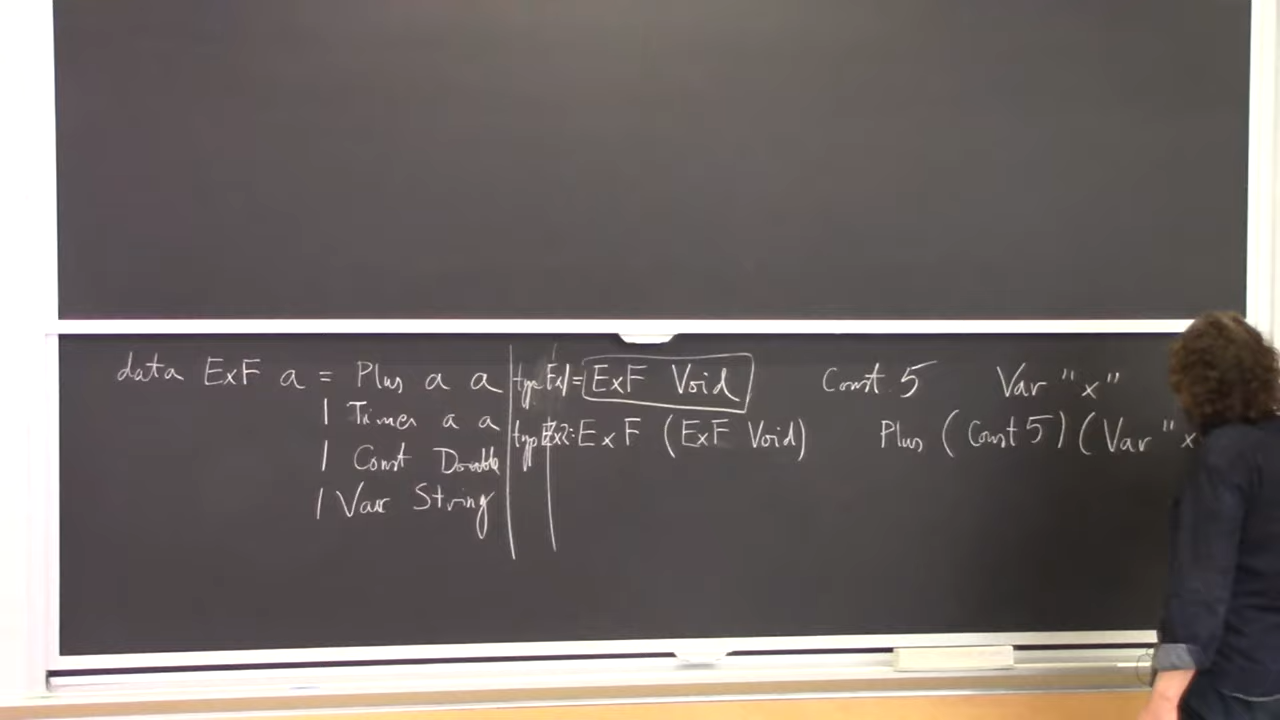 data ExF a = Plus a a
| Times a a
| Const Double
| Var String
type Ex1 = ExF Void
type Ex2 = ExF (ExF Void)
Const 5 Var "x"
Plus (Const 5) (Var "x